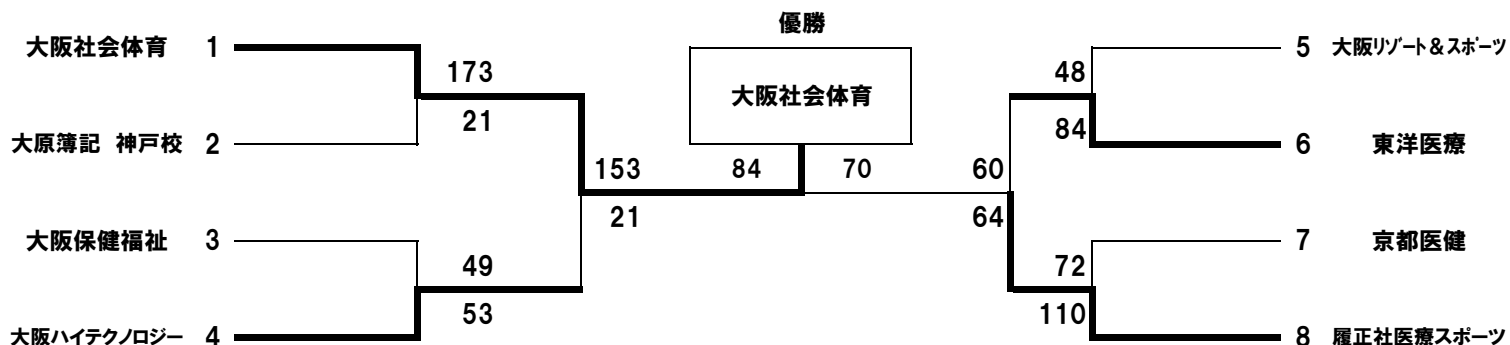 優勝
大阪社会体育 1
173
大阪社会体育
48
5 大阪リゾート&スポーツ
21
84
大原簿記 神戸校 2
6 東洋医療
153
84
70
60
21
64
大阪保健福祉 3
7 京都医健
49
72
53
110
大阪ハイテクノロジー 4
8 履正社医療スポーツ